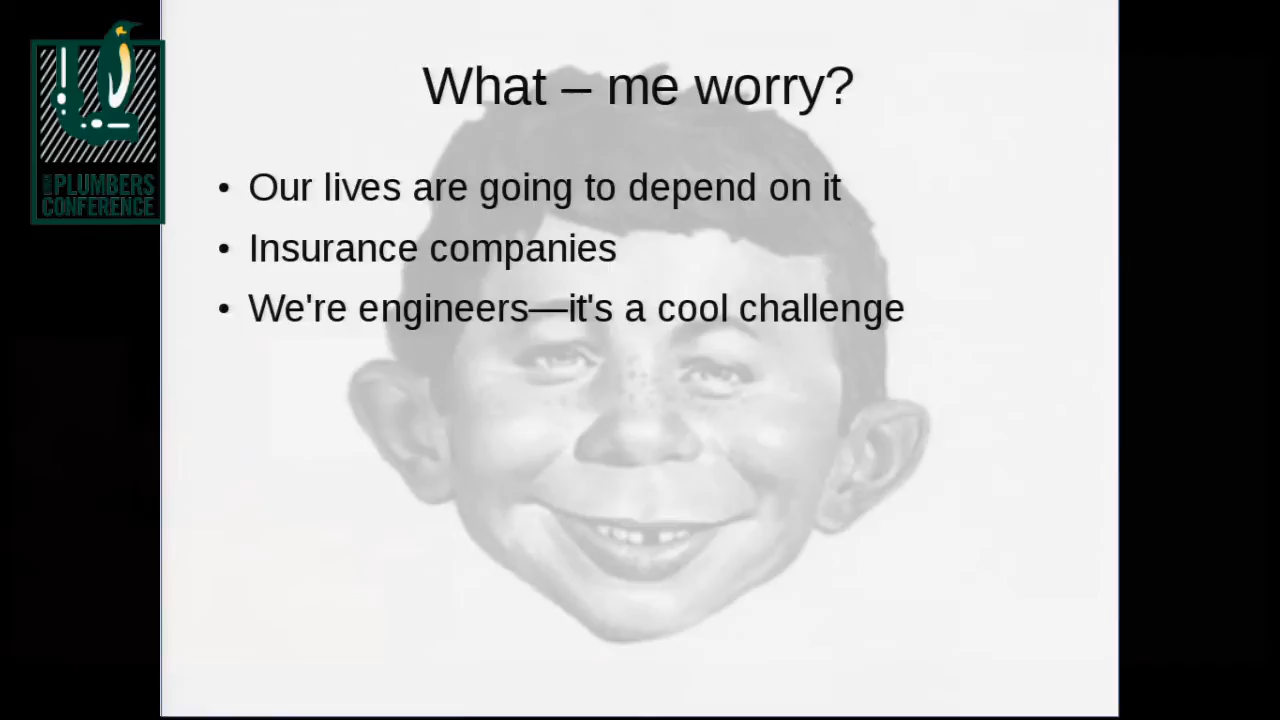 What – me worry?
• Our lives are going to depend on it
• Insurance companies
• We're engineers—it's a cool challenge
PLUMBERS
CONFERENCE